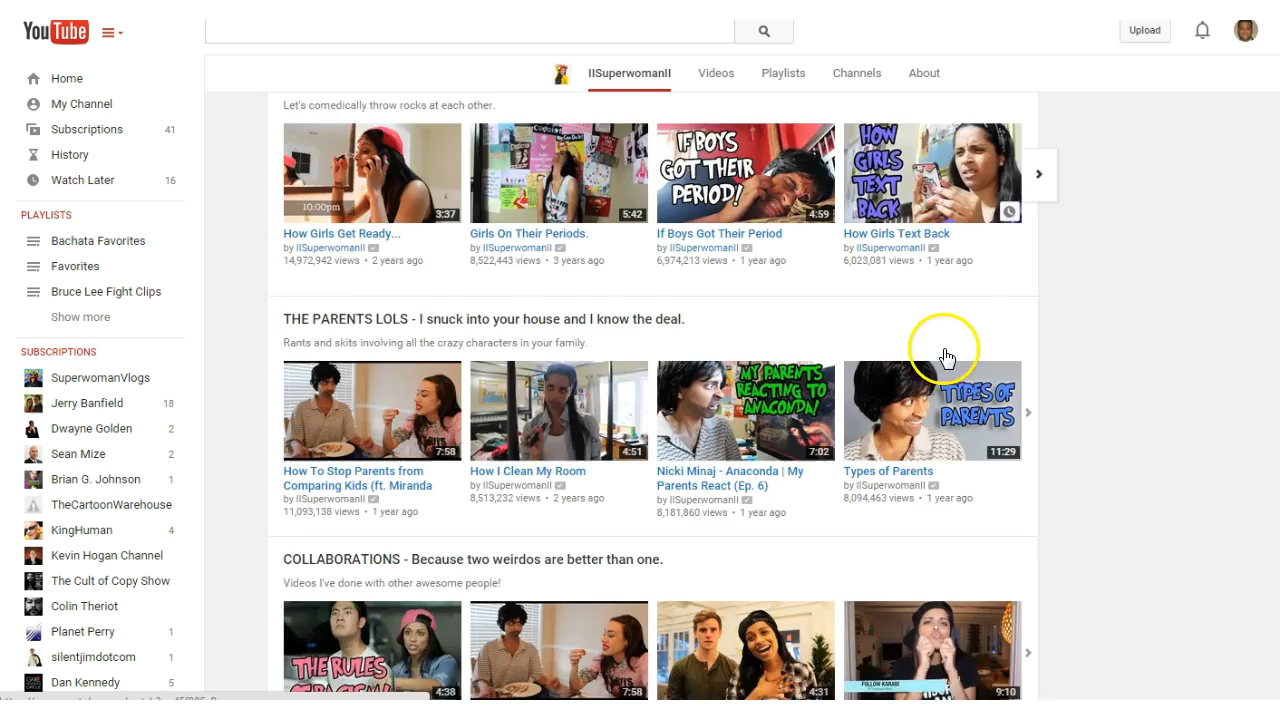 YouTube
Upload
IISuperwomanII
Videos
Playlists
Channels
About
Home
My Channel
Subscriptions 41
History
Watch Later 16
PLAYLISTS
Bachata Favorites
Favorites
Bruce Lee Fight Clips
Show more
SUBSCRIPTIONS
SuperwomanVlogs
Jerry Banfield 18
Dwayne Golden 2
Sean Mize 2
Brian G. Johnson 1
TheCartoonWarehouse
KingHuman 4
Kevin Hogan Channel
The Cult of Copy Show
Colin Theriot
Planet Perry 1
silentjimdotcom 1
Dan Kennedy 5
Let's comedically throw rocks at each other.
10:00pm
3:37
How Girls Get Ready...
by IISuperwomanII
14,972,942 views • 2 years ago
5:42
Girls On Their Periods.
by IISuperwomanII
8,522,443 views • 3 years ago
IF BOYS
GOT THEIR
PERIOD!
4:59
If Boys Got Their Period
by IISuperwomanII
6,974,213 views • 1 year ago
HOW
GIRLS
TEXT
BACK
How Girls Text Back
by IISuperwomanII
6,023,081 views • 1 year ago
THE PARENTS LOLS - I snuck into your house and I know the deal.
Rants and skits involving all the crazy characters in your family.
7:58
How To Stop Parents from
Comparing Kids (ft. Miranda
by IISuperwomanII
11,093,138 views • 1 year ago
4:51
How I Clean My Room
by IISuperwomanII
8,513,232 views • 2 years ago
MY PARENTS
REACTING TO
ANACONDA!
7:02
Nicki Minaj - Anaconda | My
Parents React (Ep. 6)
by IISuperwomanII
8,181,860 views • 1 year ago
TYPES OF
PARENTS
11:29
Types of Parents
by IISuperwomanII
8,094,463 views • 1 year ago
COLLABORATIONS - Because two weirdos are better than one.
Videos I've done with other awesome people!
THE RULES
4:38
7:58
4:31
FOLLOW KARABO
9:10